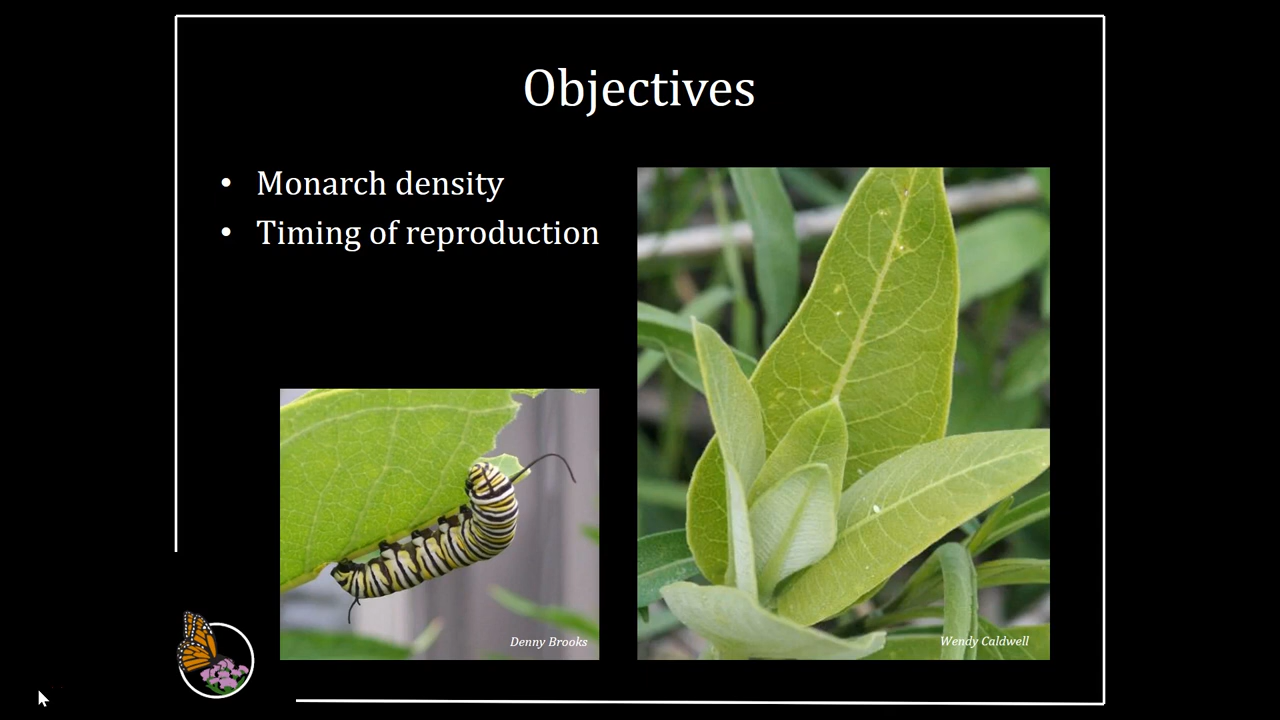 Objectives
• Monarch density
• Timing of reproduction
Denny Brooks
Wendy Caldwell